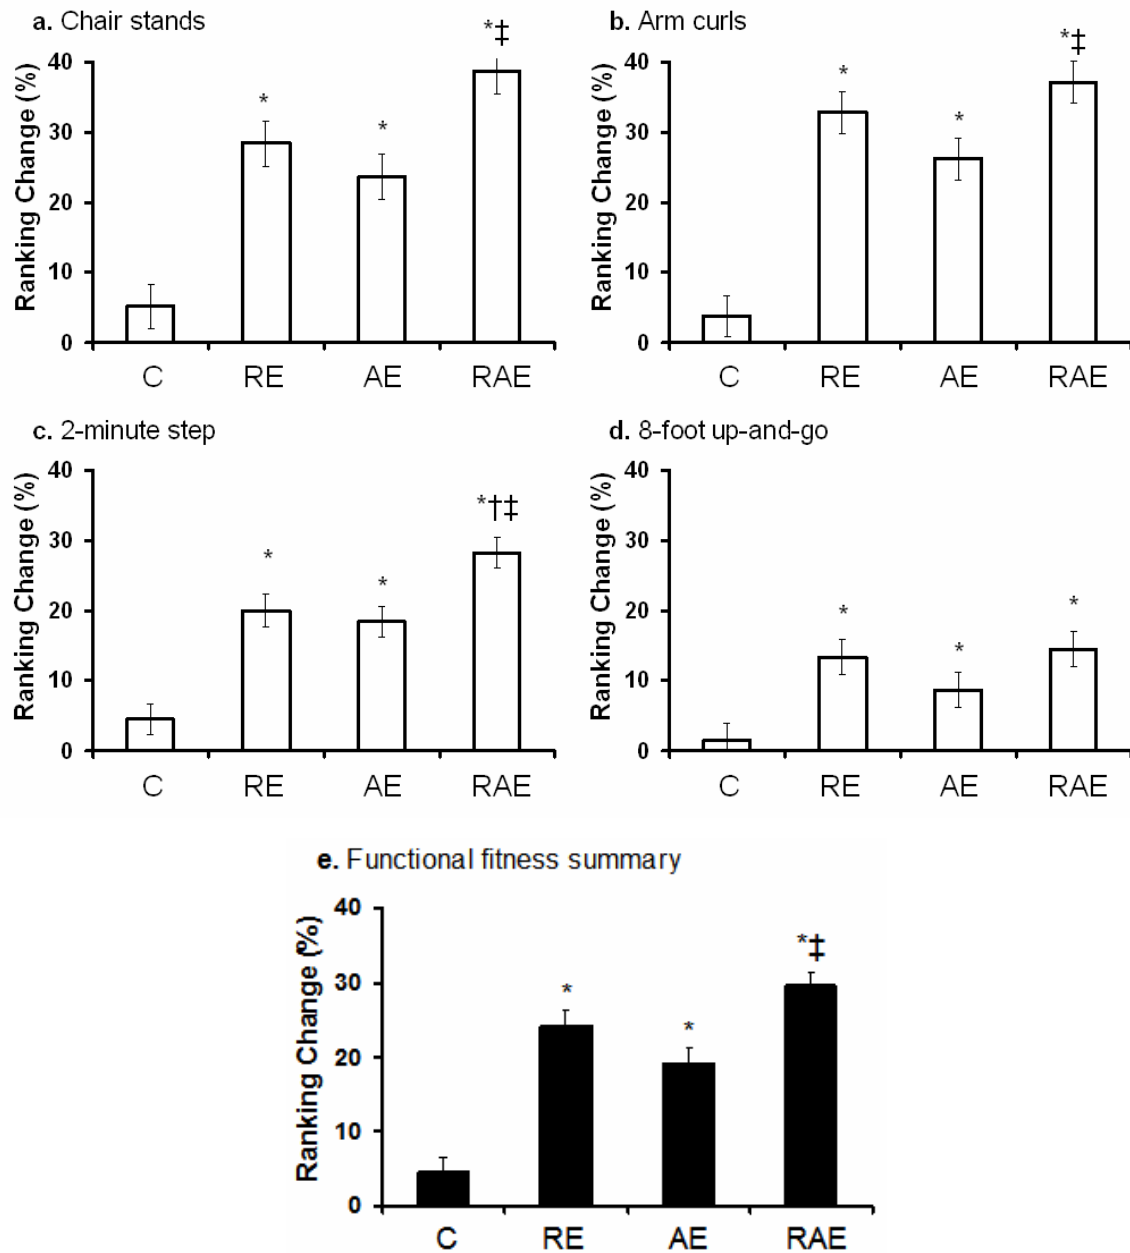 a. Chair stands
*‡
Ranking Change (%)
40
30
20
10
0
*
*
C RE AE RAE
b. Arm curls
*‡
Ranking Change (%)
40
30
20
10
0
*
*
C RE AE RAE
c. 2-minute step
Ranking Change (%)
40
30
20
10
0
*
*
*†‡
C RE AE RAE
d. 8-foot up-and-go
Ranking Change (%)
40
30
20
10
0
*
*
*
C RE AE RAE
e. Functional fitness summary
Ranking Change (%)
40
30
20
10
0
*
*
*‡
C RE AE RAE